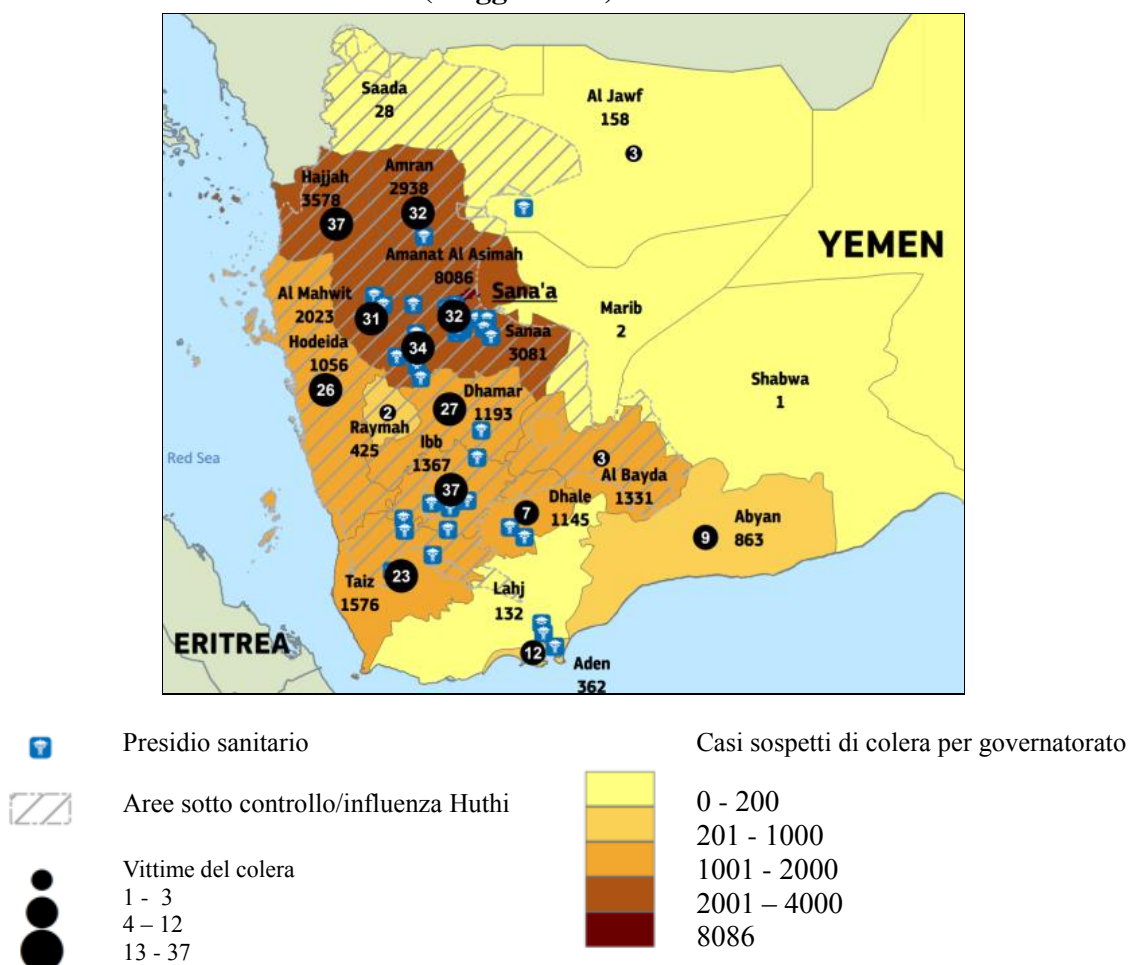 Saada
28
Al Jawf
158
3
Hajjah
3578
37
Amran
2938
32
Amanat Al Asimah
8086
Sana'a
YEMEN
Al Mahwit
2023
31
32
Sanaa
3081
Marib
2
Hodeida
1056
34
26
Shabwa
1
Dhamar
1193
27
2
Raymah
425
Ibb
1367
37
Red Sea
3
Al Bayda
1331
Dhale
1145
7
Abyan
863
9
Taiz
1576
23
Lahj
132
ERITREA
12
Aden
362
Presidio sanitario
Aree sotto controllo/influenza Huthi
Vittime del colera
1 - 3
4 – 12
13 - 37
Casi sospetti di colera per governatorato
0 - 200
201 - 1000
1001 - 2000
2001 – 4000
8086